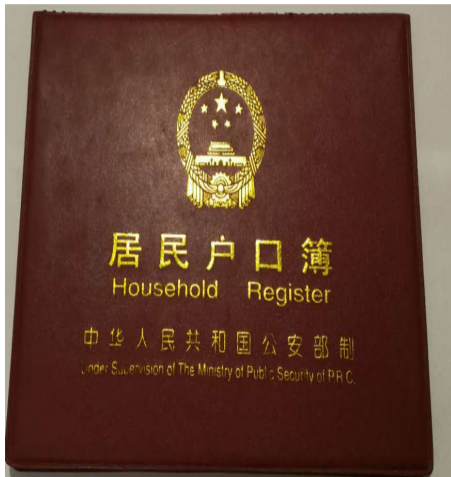 居民户口簿
Household Register
中华人民共和国公安部制
Under Supervision of The Ministry of Public Security of P.R.C.